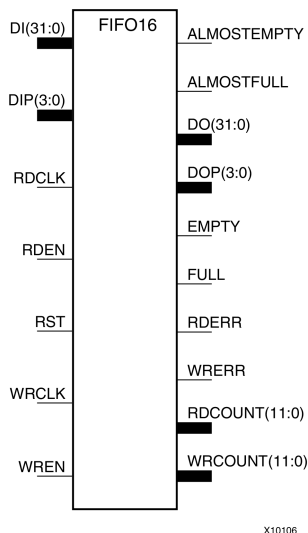 FIFO16
DI(31:0)
DIP(3:0)
RDCLK
RDEN
RST
WRCLK
WREN
ALMOSTEMPTY
ALMOSTFULL
DO(31:0)
DOP(3:0)
EMPTY
FULL
RDERR
WRERR
RDCOUNT(11:0)
WRCOUNT(11:0)
X10106